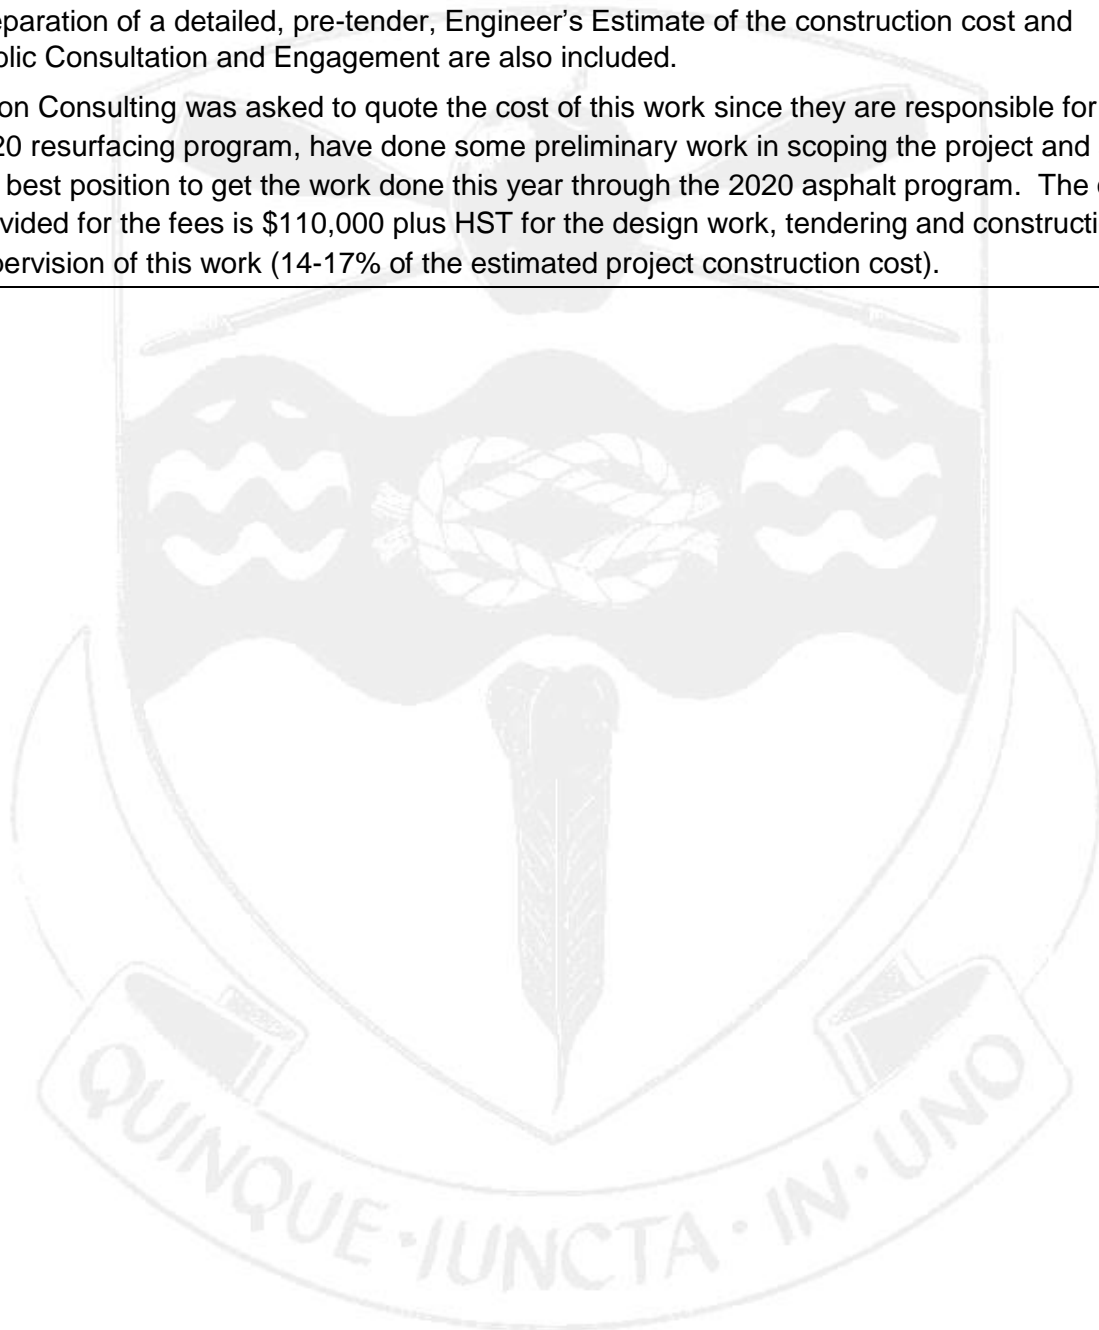 eparation of a detailed, pre-tender, Engineer’s Estimate of the construction cost and
blic Consultation and Engagement are also included.
on Consulting was asked to quote the cost of this work since they are responsible for
20 resurfacing program, have done some preliminary work in scoping the project and
best position to get the work done this year through the 2020 asphalt program. The
vided for the fees is $110,000 plus HST for the design work, tendering and constructi
pervision of this work (14-17% of the estimated project construction cost).
QUINQUE·IUNCTA·IN·UNO